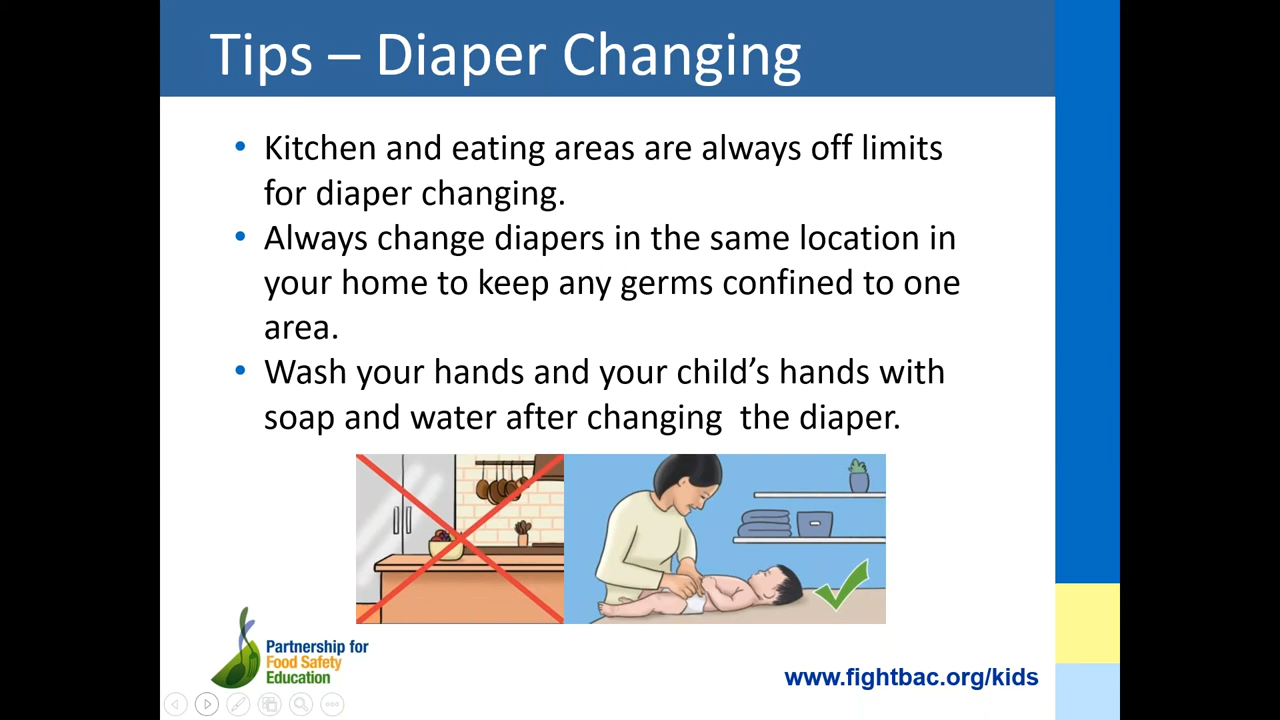 Tips – Diaper Changing
• Kitchen and eating areas are always off limits
for diaper changing.
• Always change diapers in the same location in
your home to keep any germs confined to one
area.
• Wash your hands and your child’s hands with
soap and water after changing  the diaper.
Partnership for
Food Safety
Education
www.fightbac.org/kids